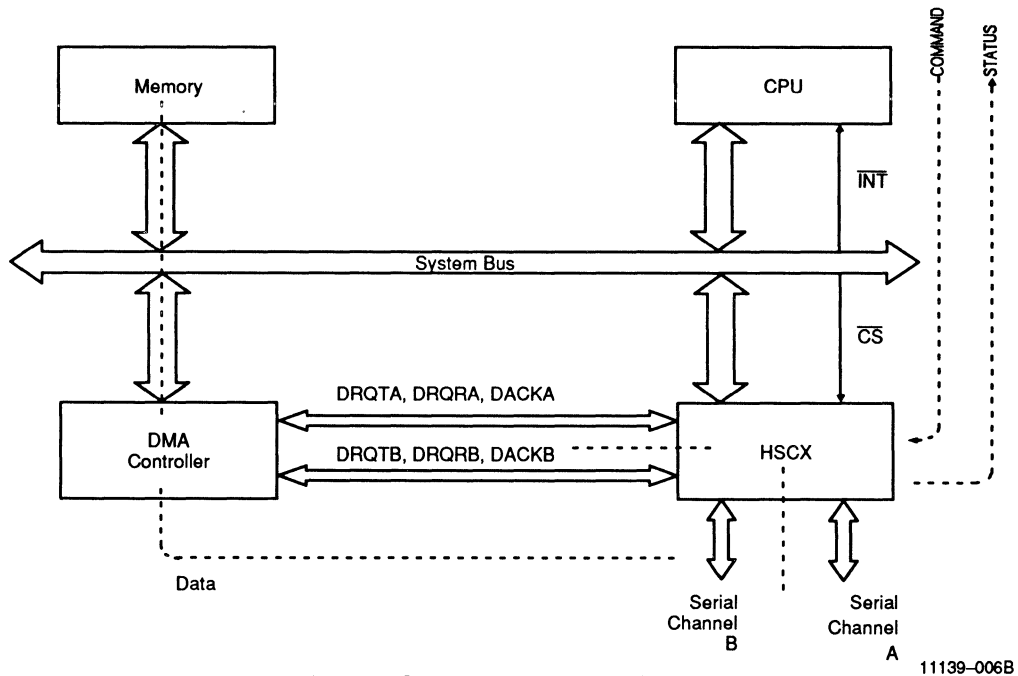 COMMAND
STATUS
Memory
CPU
INT
System Bus
CS
DRQTA, DRQRA, DACKA
DMA
Controller
DRQTB, DRQRB, DACKB
HSCX
Data
Serial
Channel
B
Serial
Channel
A
11139–006B